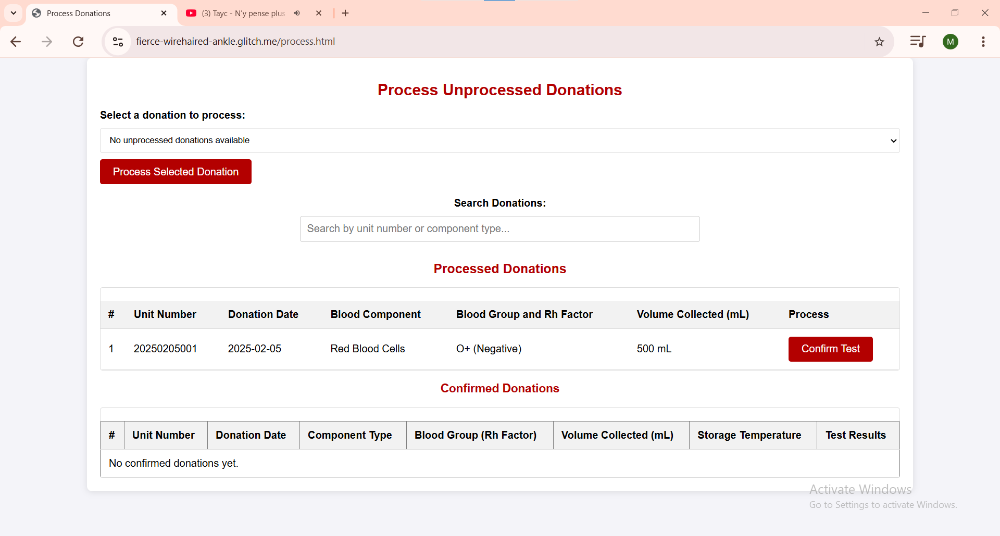 Process Donations
(3) Tayc - N'y pense plus
fierce-wirehaired-ankle.glitch.me/process.html
M
Process Unprocessed Donations
Select a donation to process:
No unprocessed donations available
Process Selected Donation
Search Donations:
Search by unit number or component type...
Processed Donations
# Unit Number Donation Date Blood Component Blood Group and Rh Factor Volume Collected (mL) Process
1 20250205001 2025-02-05 Red Blood Cells O+ (Negative) 500 mL Confirm Test
Confirmed Donations
# Unit Number Donation Date Component Type Blood Group (Rh Factor) Volume Collected (mL) Storage Temperature Test Results
No confirmed donations yet.
Activate Windows
Go to Settings to activate Windows.